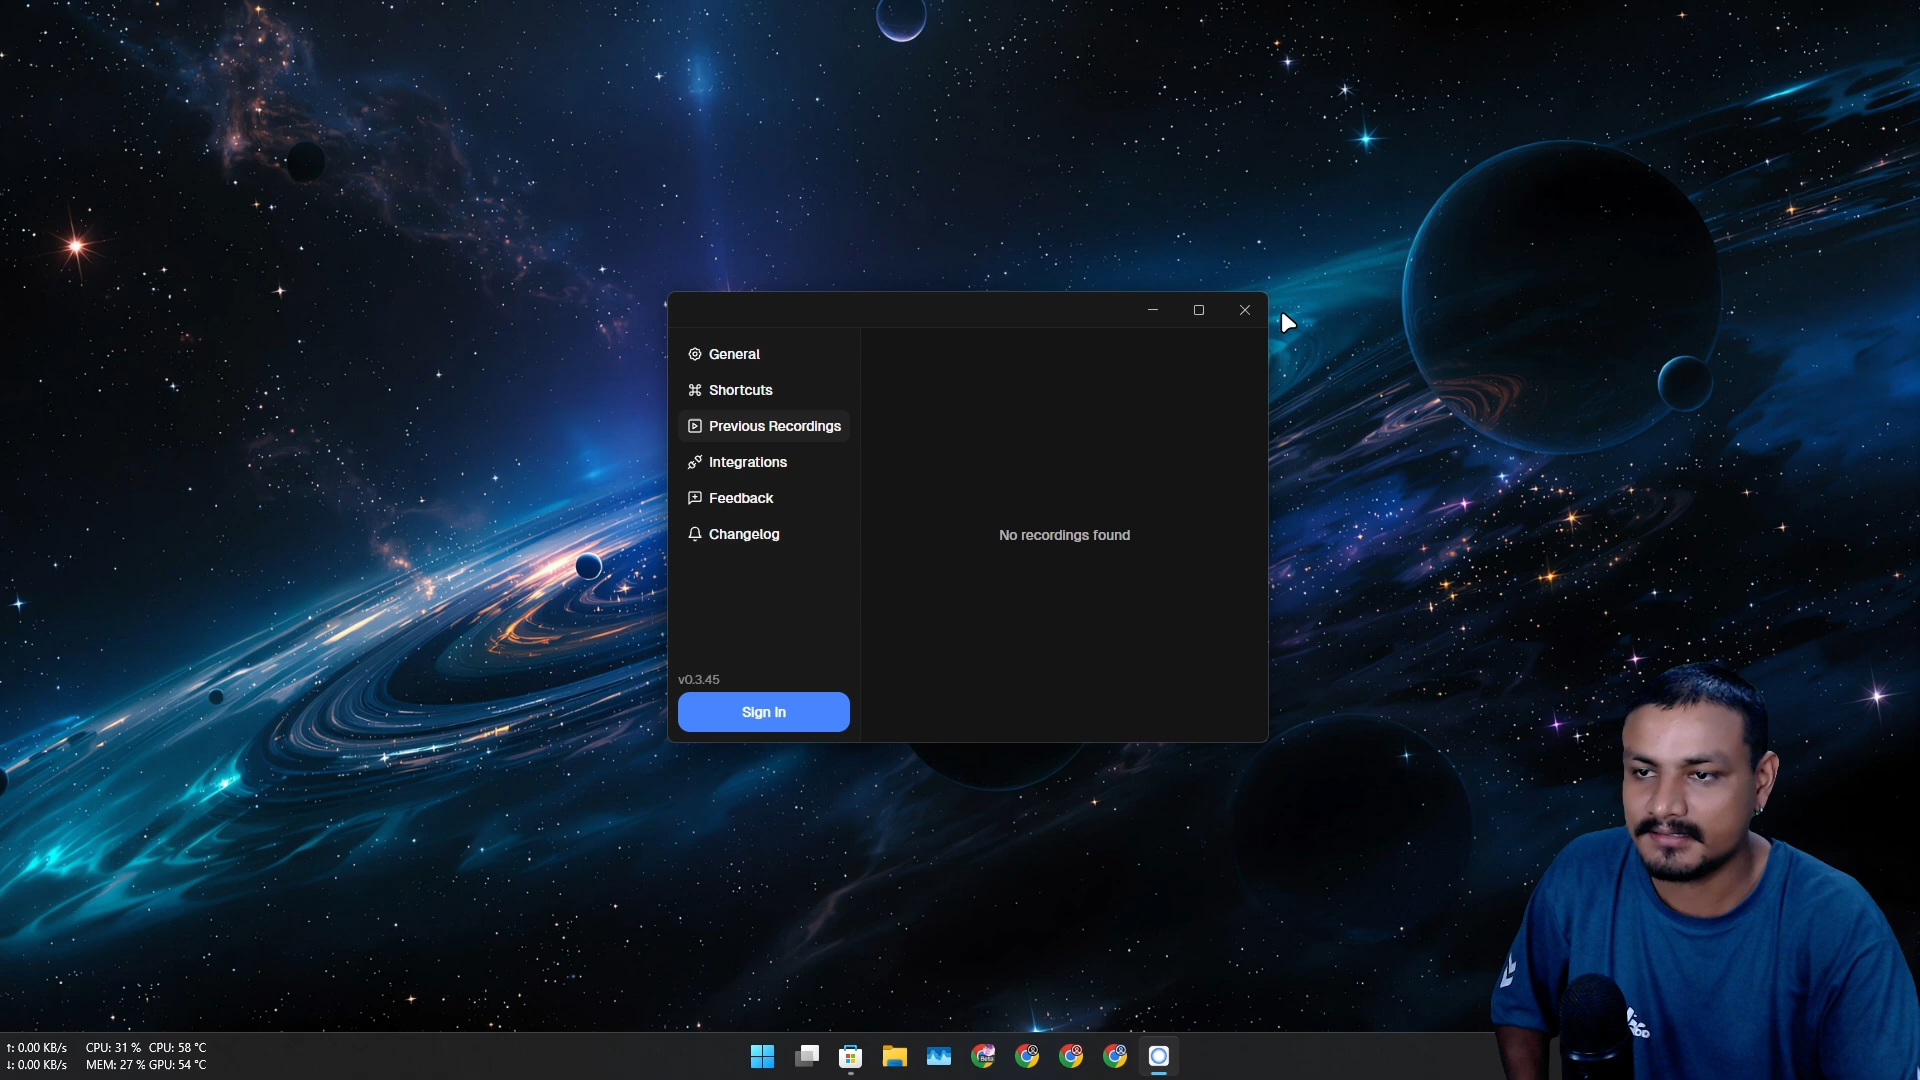 General
Shortcuts
Previous Recordings
Integrations
Feedback
Changelog
No recordings found
v0.3.45
Sign In
↑: 0.00 KB/s CPU: 31 % CPU: 58 °C
↓: 0.00 KB/s MEM: 27 % GPU: 54 °C
Beta